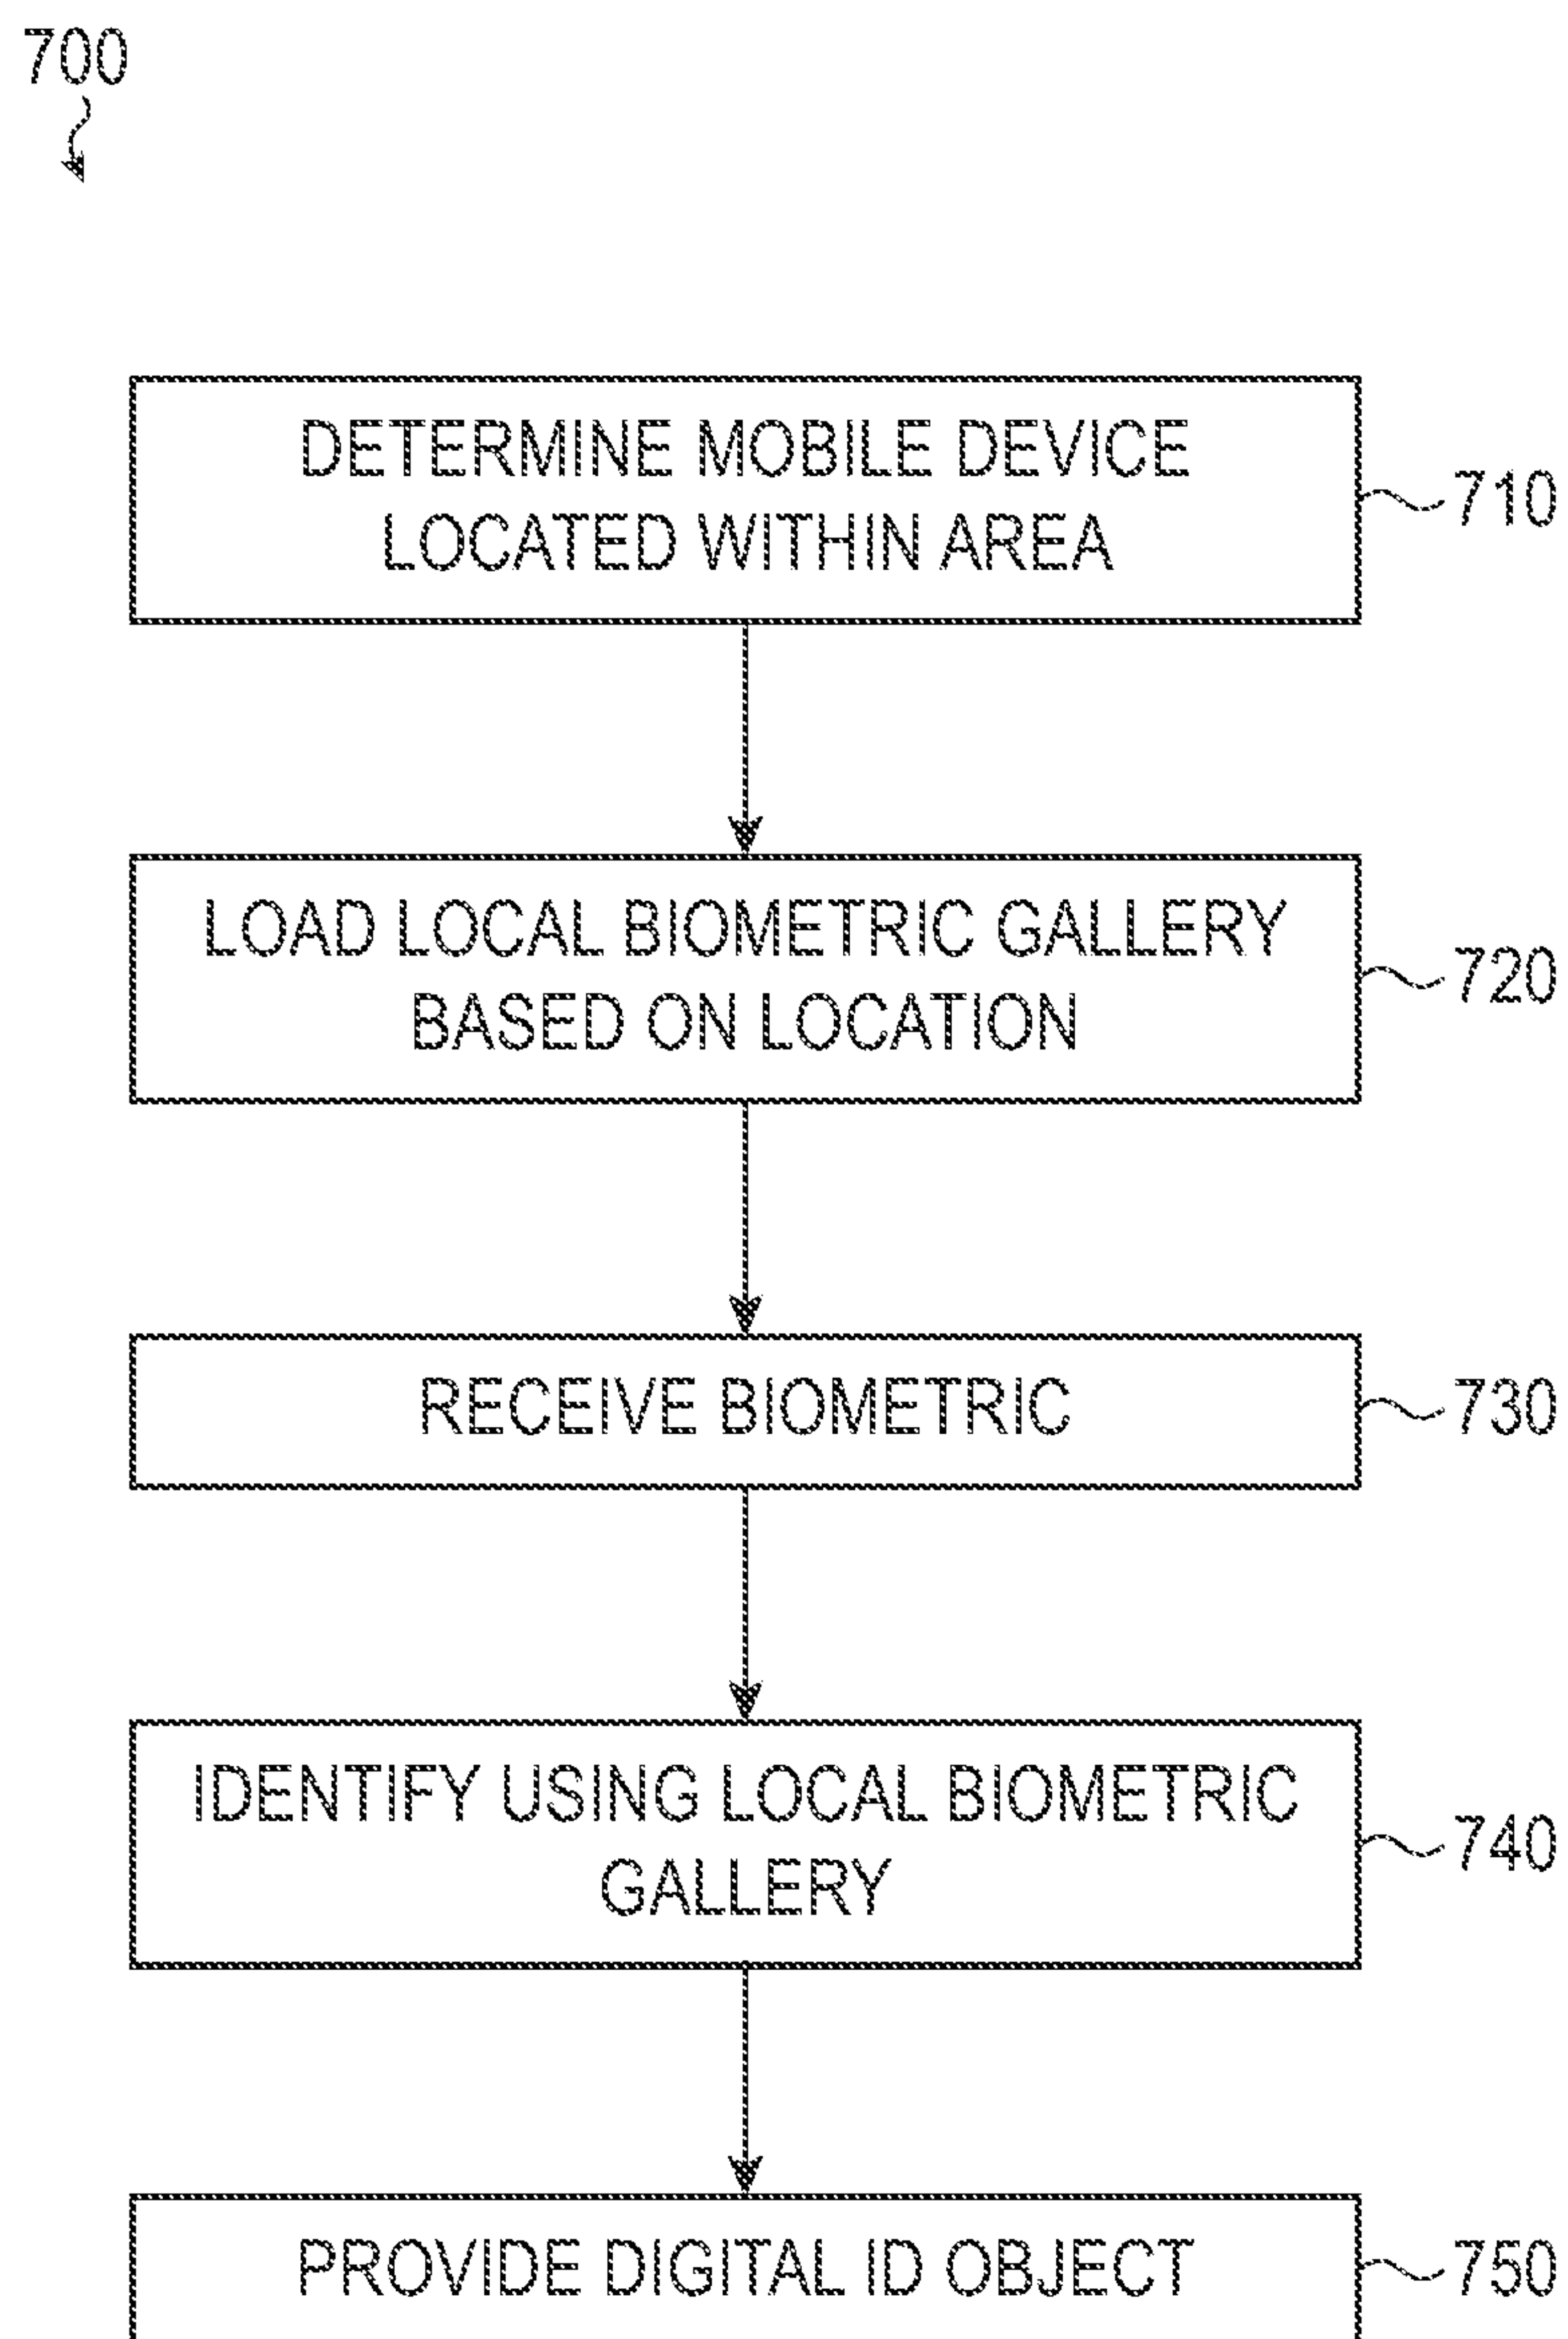 700
DETERMINE MOBILE DEVICE
LOCATED WITHIN AREA
710
LOAD LOCAL BIOMETRIC GALLERY
BASED ON LOCATION
720
RECEIVE BIOMETRIC
730
IDENTIFY USING LOCAL BIOMETRIC
GALLERY
740
PROVIDE DIGITAL ID OBJECT
750